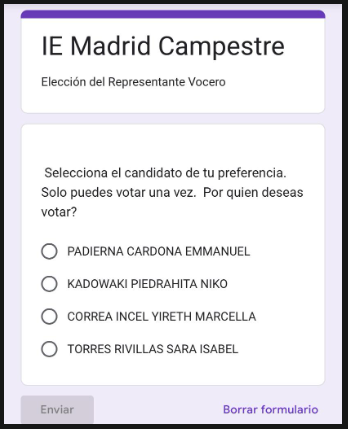 IE Madrid Campestre
Elección del Representante Vocero
Selecciona el candidato de tu preferencia.
Solo puedes votar una vez. Por quien deseas
votar?
PADIERNA CARDONA EMMANUEL
KADOWAKI PIEDRAHITA NIKO
CORREA INCEL YIRETH MARCELLA
TORRES RIVILLAS SARA ISABEL
Enviar
Borrar formulario